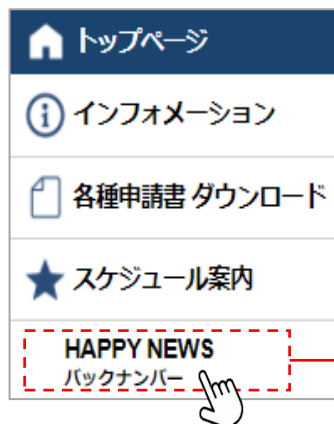 トップページ
インフォメーション
各種申請書 ダウンロード
スケジュール案内
HAPPY NEWS
バックナンバー